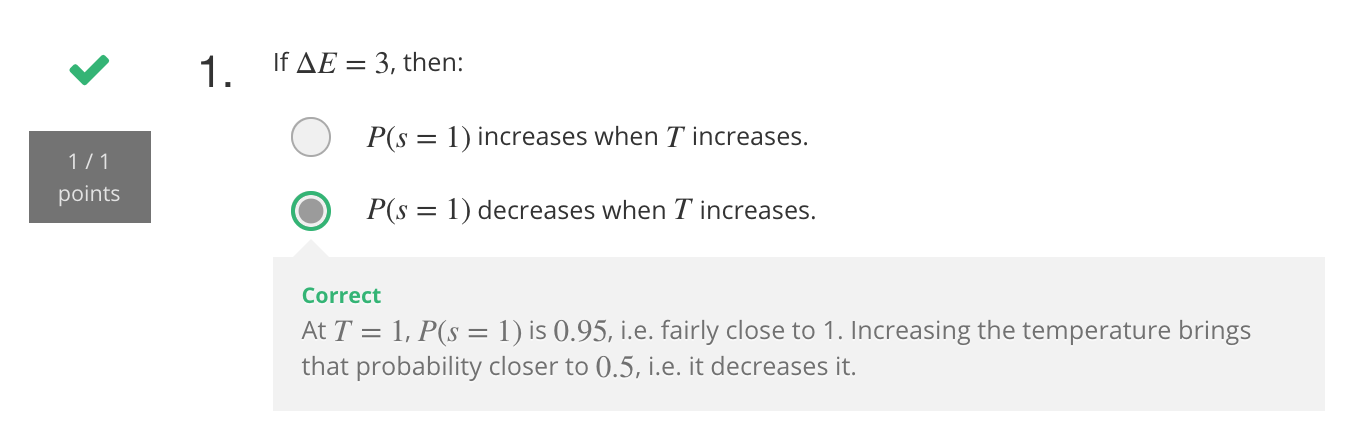 1. If ΔE = 3, then:
1 / 1
points
P(s = 1) increases when T increases.
P(s = 1) decreases when T increases.
Correct
At T = 1, P(s = 1) is 0.95, i.e. fairly close to 1. Increasing the temperature brings
that probability closer to 0.5, i.e. it decreases it.